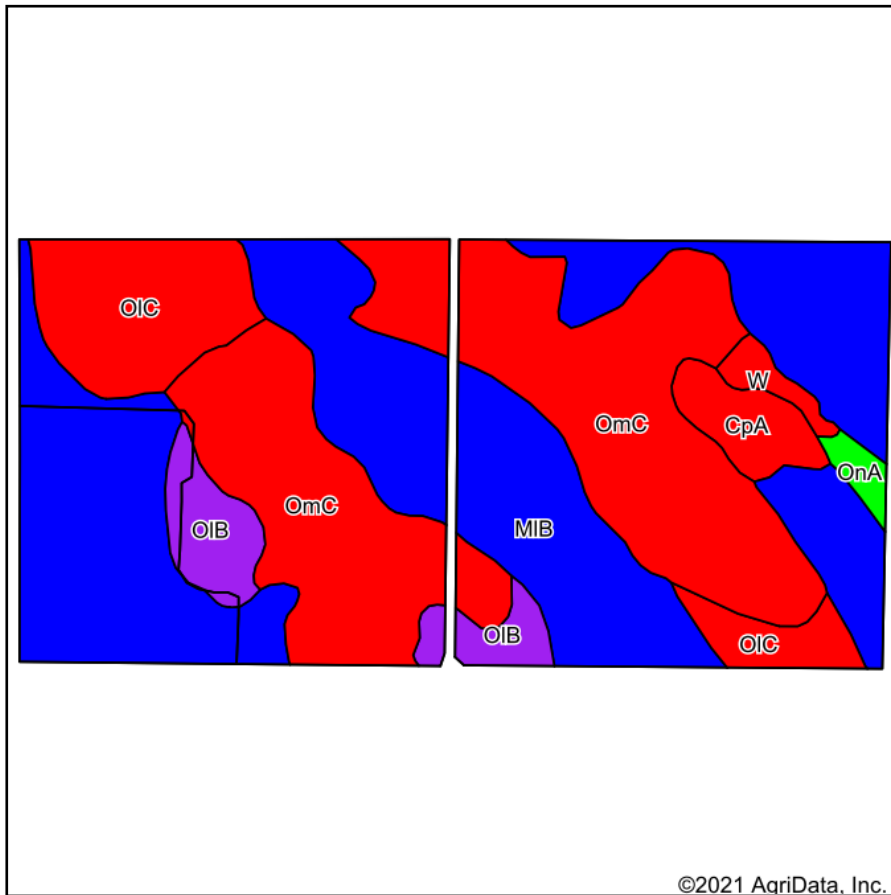 OlC
W
OmC
CpA
OnA
OmC
OlB
MlB
OlB
OlC
©2021 AgriData, Inc.